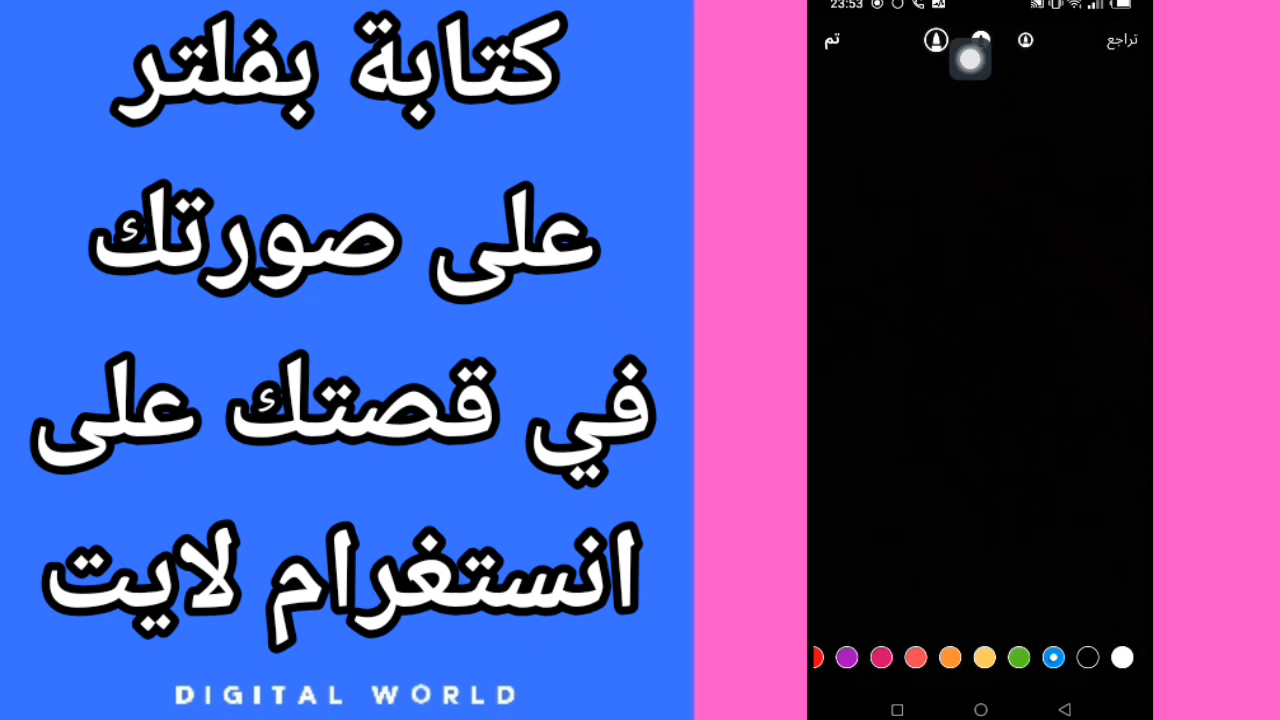 كتابة بفلتر
على صورتك
في قصتك على
انستغرام لايت
DIGITAL WORLD
23:53
تراجع
تم